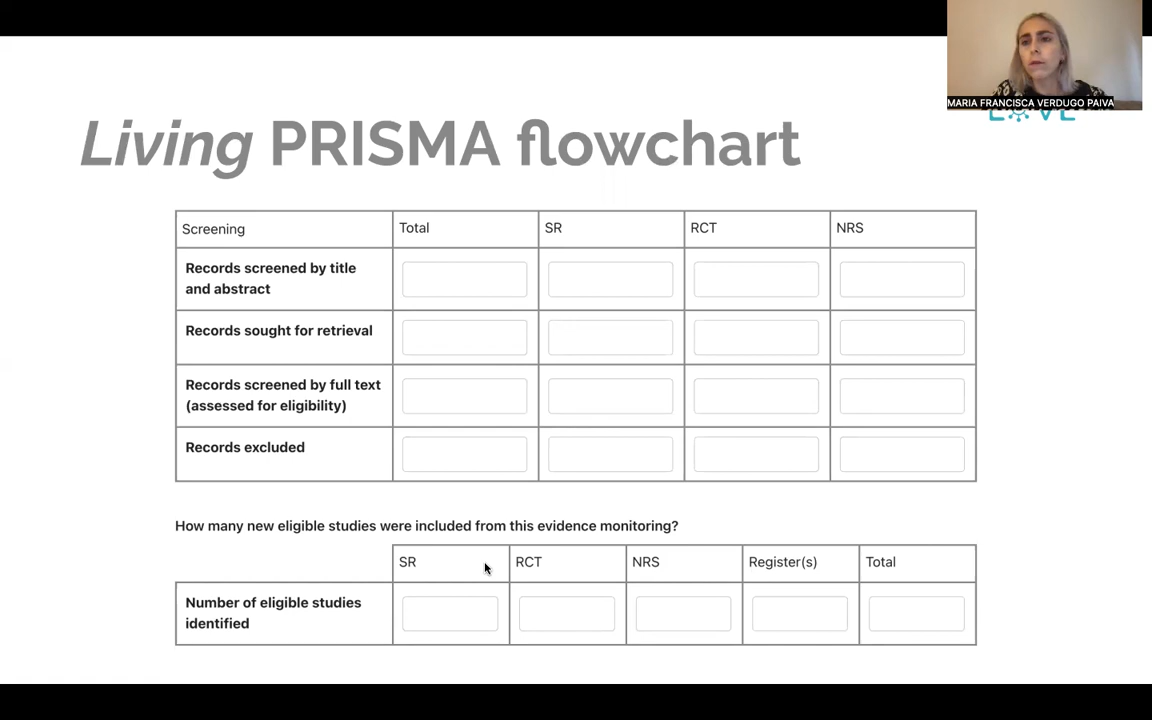 MARIA FRANCISCA VERDUGO PAIVA
Living PRISMA flowchart
Screening Total SR RCT NRS
Records screened by title
and abstract
Records sought for retrieval
Records screened by full text
(assessed for eligibility)
Records excluded
How many new eligible studies were included from this evidence monitoring?
SR RCT NRS Register(s) Total
Number of eligible studies
identified